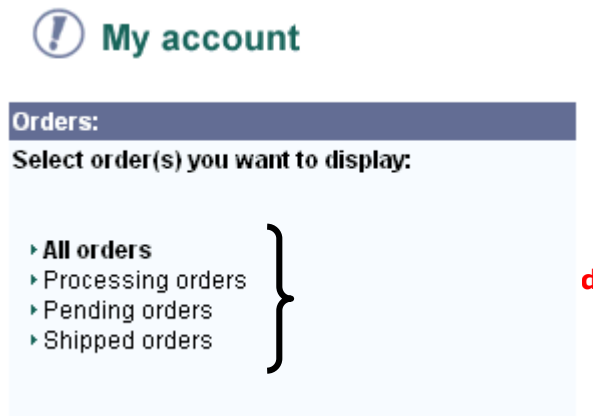 My account
Orders:
Select order(s) you want to display:
All orders
Processing orders
Pending orders
Shipped orders